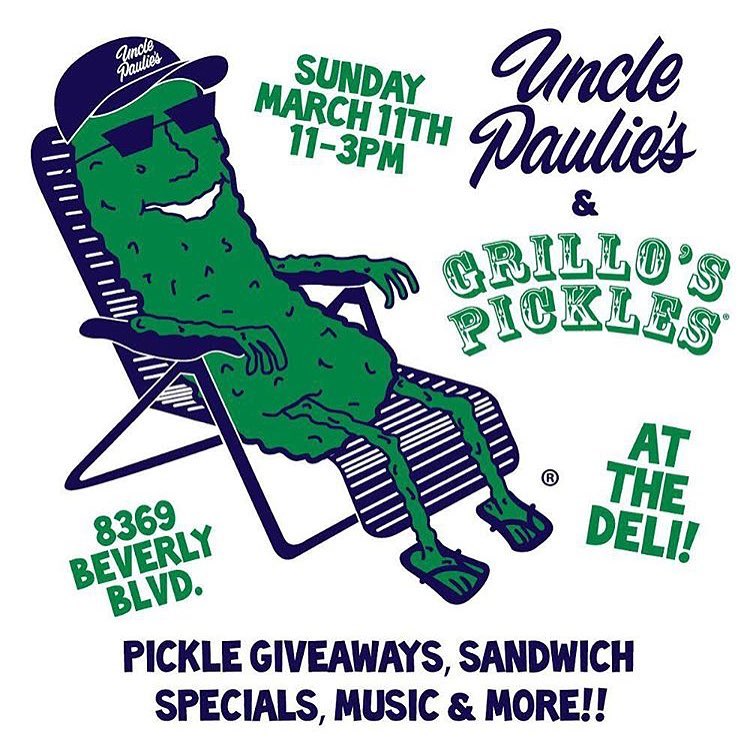 Uncle
Paulie's
SUNDAY
MARCH 11TH
11-3PM
Uncle
Paulie's
&
GRILLO'S
PICKLES®
AT
THE
DELI!
®
8369
BEVERLY
BLVD.
PICKLE GIVEAWAYS, SANDWICH
SPECIALS, MUSIC & MORE!!